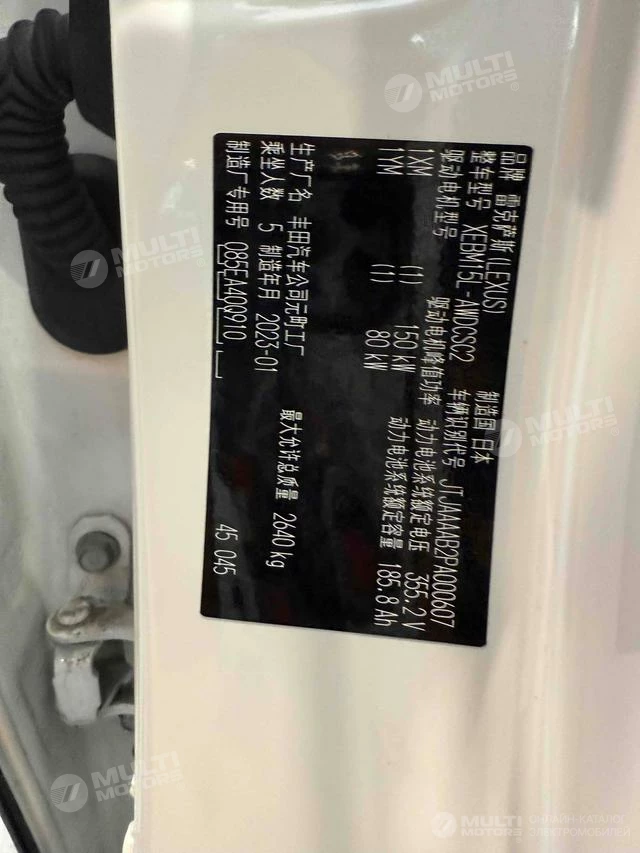 品牌 雷克萨斯(LEXUS) 制造国 日本
整车型号 XEBM15L-AWDCSC2 车辆识别代号 JTJAAAAB2PA000607
驱动电机型号 驱动电机峰值功率 动力电池系统额定电压 355.2 V
1XM (1) 150 kW 动力电池系统额定容量 185.8 Ah
1YM (1) 80 kW
生产厂名 丰田汽车公司元町工厂 最大允许总质量 2640 kg
乘坐人数 5 制造年月 2023-01
制造厂专用号 085EA40Q910 45 045
MULTI MOTORS®
MULTI MOTORS®
MULTI MOTORS®
MULTI MOTORS®
MULTI MOTORS® ОНЛАЙН-КАТАЛОГ ЭЛЕКТРОМОБИЛЕЙ